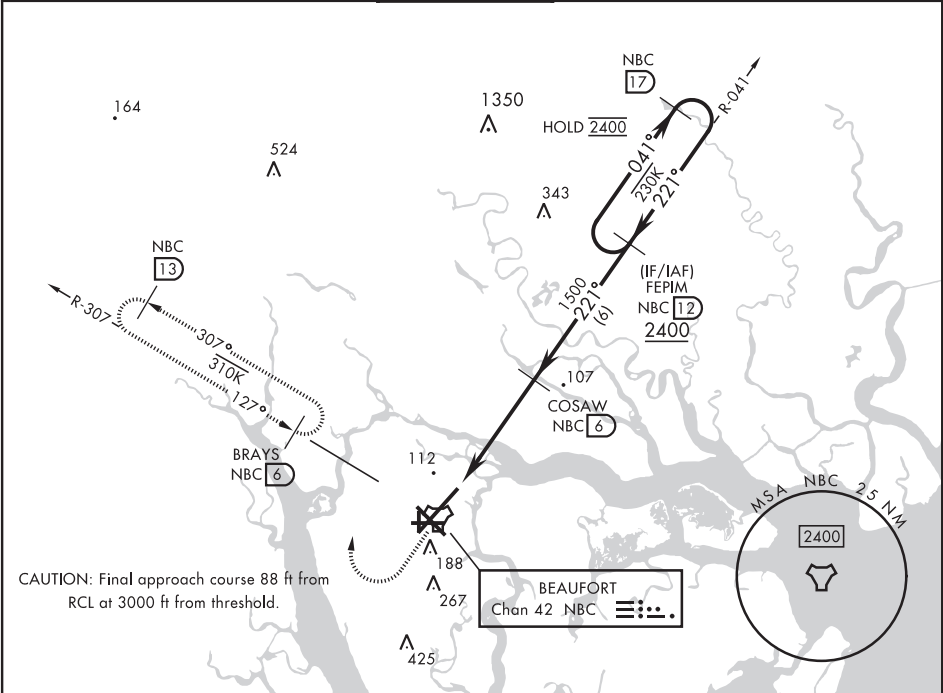 164
524
1350
343
NBC
17
R-041
HOLD 2400
041°
230K
221°
(IF/IAF)
FEPIM
NBC 12
2400
1500
221°
(6)
107
COSAW
NBC 6
NBC
13
R-307
307°
310K
127°
BRAYS
NBC 6
112
188
267
425
CAUTION: Final approach course 88 ft from
RCL at 3000 ft from threshold.
BEAUFORT
Chan 42 NBC
MSA NBC 25 NM
2400